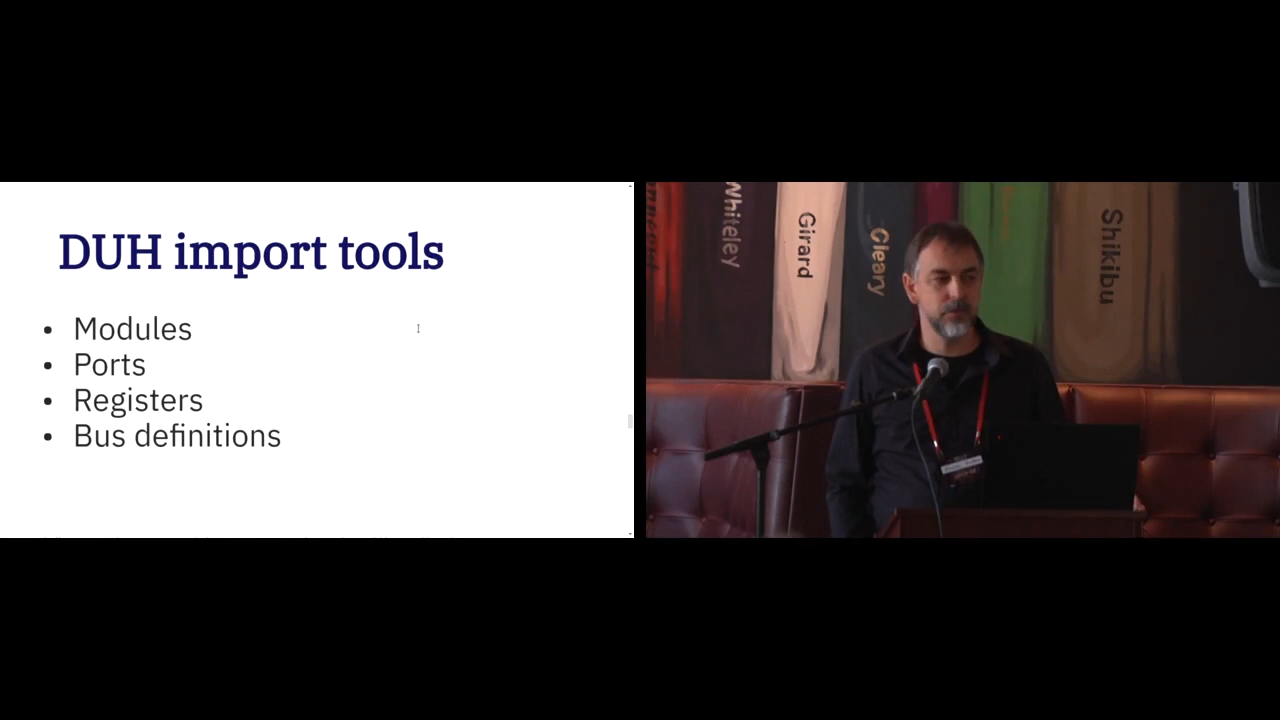 DUH import tools
• Modules
• Ports
• Registers
• Bus definitions
Whiteley
Girard
Cleary
Shikibu